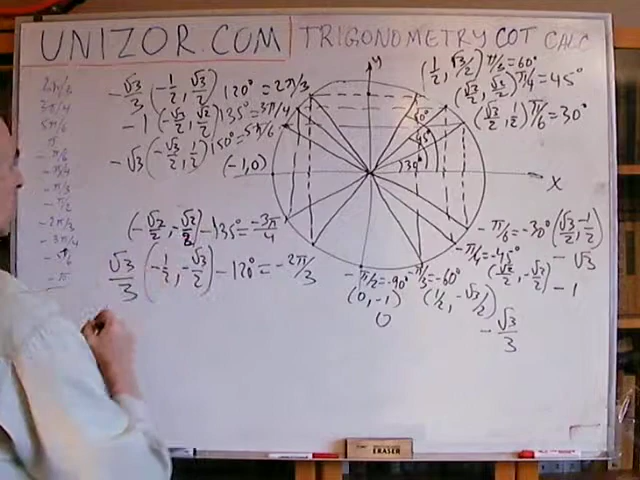 UNIZOR.COM | TRIGONOMETRY COT CALC
2π/3
3π/4
5π/6
π
-π/6
-π/4
-π/3
-π/2
-2π/3
-3π/4
-π
-√3/3 (-1/2, √3/2) 120° = 2π/3
-1 (-√2/2, √2/2) 135° = 3π/4
-√3 (-√3/2, 1/2) 150° = 5π/6
(-1,0)
y
(1/2, √3/2) π/3 = 60°
(√2/2, √2/2) π/4 = 45°
(√3/2, 1/2) π/6 = 30°
60°
45°
30°
X
(-√2/2, -√2/2) -135° = -3π/4
√3/3 (-1/2, -√3/2) -120° = -2π/3
-π/6 = -30° (√3/2, -1/2)
-√3
-π/4 = -45°
(√2/2, -√2/2) -1
-π/2 = -90°
(0, -1)
0
-π/3 = -60°
(1/2, -√3/2)
-√3/3
ERASER